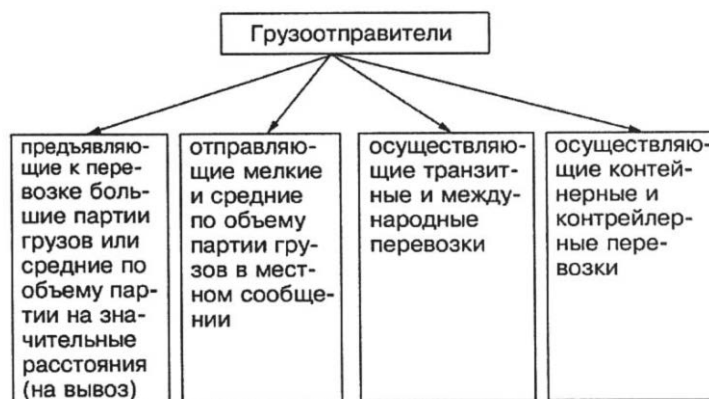 Грузоотправители
предъявляю-
щие к пере-
возке боль-
шие партии
грузов или
средние по
объему пар-
тии на зна-
чительные
расстояния
(на вывоз)
отправляю-
щие мелкие
и средние
по объему
партии гру-
зов в мест-
ном сообще-
нии
осуществляю-
щие транзит-
ные и между-
народные
перевозки
осуществляю-
щие контей-
нерные и
контрейлер-
ные пере-
возки